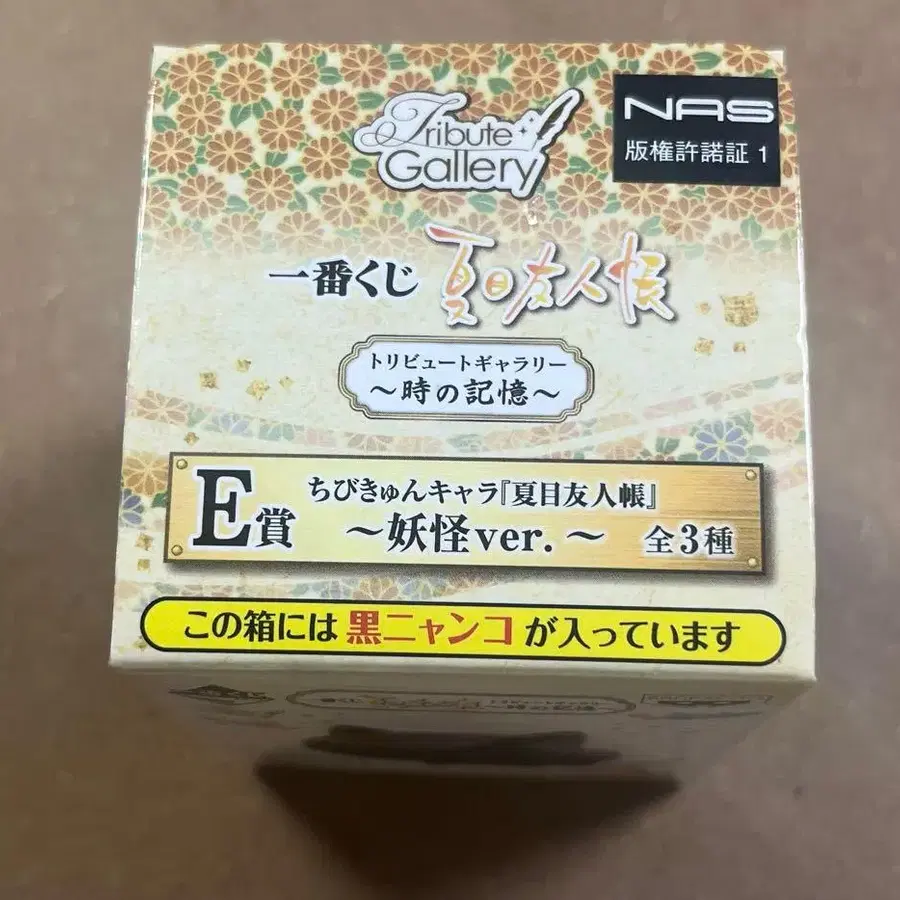 Tribute
Gallery
NAS
版権許諾証 1
一番くじ 夏目友人帳
トリビュートギャラリー
～時の記憶～
E賞
ちびきゅんキャラ『夏目友人帳』
～妖怪ver.～ 全3種
この箱には 黒ニャンコ が入っています